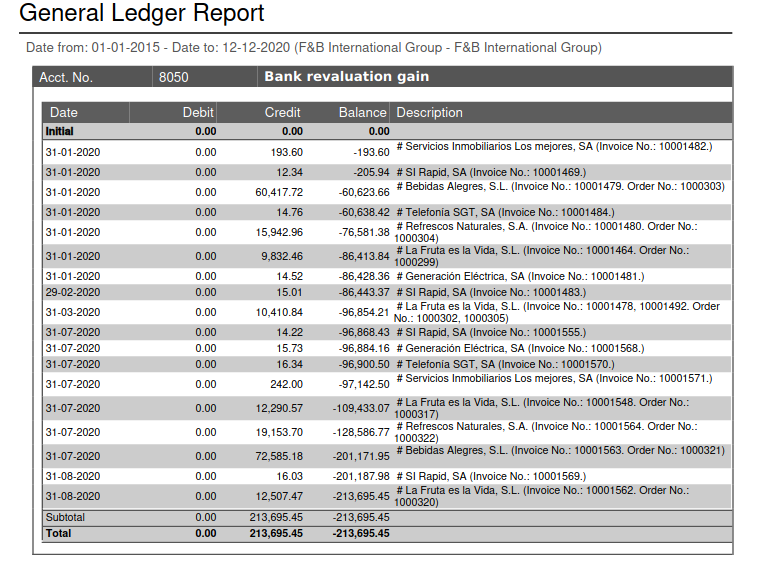 General Ledger Report
Date from: 01-01-2015 - Date to: 12-12-2020 (F&B International Group - F&B International Group)
Acct. No. 8050 Bank revaluation gain
Date Debit Credit Balance Description
Initial 0.00 0.00 0.00
31-01-2020 0.00 193.60 -193.60 # Servicios Inmobiliarios Los mejores, SA (Invoice No.: 10001482.)
31-01-2020 0.00 12.34 -205.94 # SI Rapid, SA (Invoice No.: 10001469.)
31-01-2020 0.00 60,417.72 -60,623.66 # Bebidas Alegres, S.L. (Invoice No.: 10001479. Order No.: 1000303)
31-01-2020 0.00 14.76 -60,638.42 # Telefonía SGT, SA (Invoice No.: 10001484.)
31-01-2020 0.00 15,942.96 -76,581.38 # Refrescos Naturales, S.A. (Invoice No.: 10001480. Order No.:
1000304)
31-01-2020 0.00 9,832.46 -86,413.84 # La Fruta es la Vida, S.L. (Invoice No.: 10001464. Order No.:
1000299)
31-01-2020 0.00 14.52 -86,428.36 # Generación Eléctrica, SA (Invoice No.: 10001481.)
29-02-2020 0.00 15.01 -86,443.37 # SI Rapid, SA (Invoice No.: 10001483.)
31-03-2020 0.00 10,410.84 -96,854.21 # La Fruta es la Vida, S.L. (Invoice No.: 10001478, 10001492. Order
No.: 1000302, 1000305)
31-07-2020 0.00 14.22 -96,868.43 # SI Rapid, SA (Invoice No.: 10001555.)
31-07-2020 0.00 15.73 -96,884.16 # Generación Eléctrica, SA (Invoice No.: 10001568.)
31-07-2020 0.00 16.34 -96,900.50 # Telefonía SGT, SA (Invoice No.: 10001570.)
31-07-2020 0.00 242.00 -97,142.50 # Servicios Inmobiliarios Los mejores, SA (Invoice No.: 10001571.)
31-07-2020 0.00 12,290.57 -109,433.07 # La Fruta es la Vida, S.L. (Invoice No.: 10001548. Order No.:
1000317)
31-07-2020 0.00 19,153.70 -128,586.77 # Refrescos Naturales, S.A. (Invoice No.: 10001564. Order No.:
1000322)
31-07-2020 0.00 72,585.18 -201,171.95 # Bebidas Alegres, S.L. (Invoice No.: 10001563. Order No.: 1000321)
31-08-2020 0.00 16.03 -201,187.98 # SI Rapid, SA (Invoice No.: 10001569.)
31-08-2020 0.00 12,507.47 -213,695.45 # La Fruta es la Vida, S.L. (Invoice No.: 10001562. Order No.:
1000320)
Subtotal 0.00 213,695.45 -213,695.45
Total 0.00 213,695.45 -213,695.45